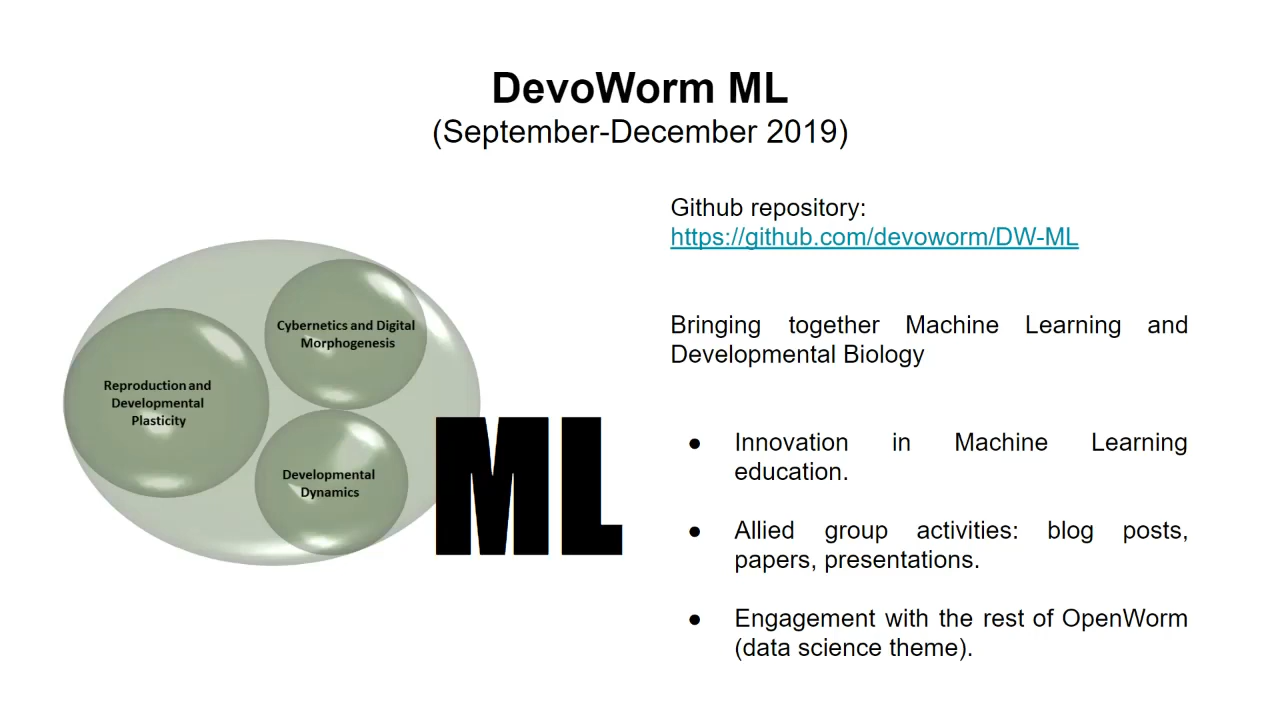 DevoWorm ML
(September-December 2019)
Github repository:
https://github.com/devoworm/DW-ML
Cybernetics and Digital
Morphogenesis
Reproduction and
Developmental
Plasticity
Developmental
Dynamics
ML
Bringing together Machine Learning and
Developmental Biology
● Innovation in Machine Learning
education.
● Allied group activities: blog posts,
papers, presentations.
● Engagement with the rest of OpenWorm
(data science theme).